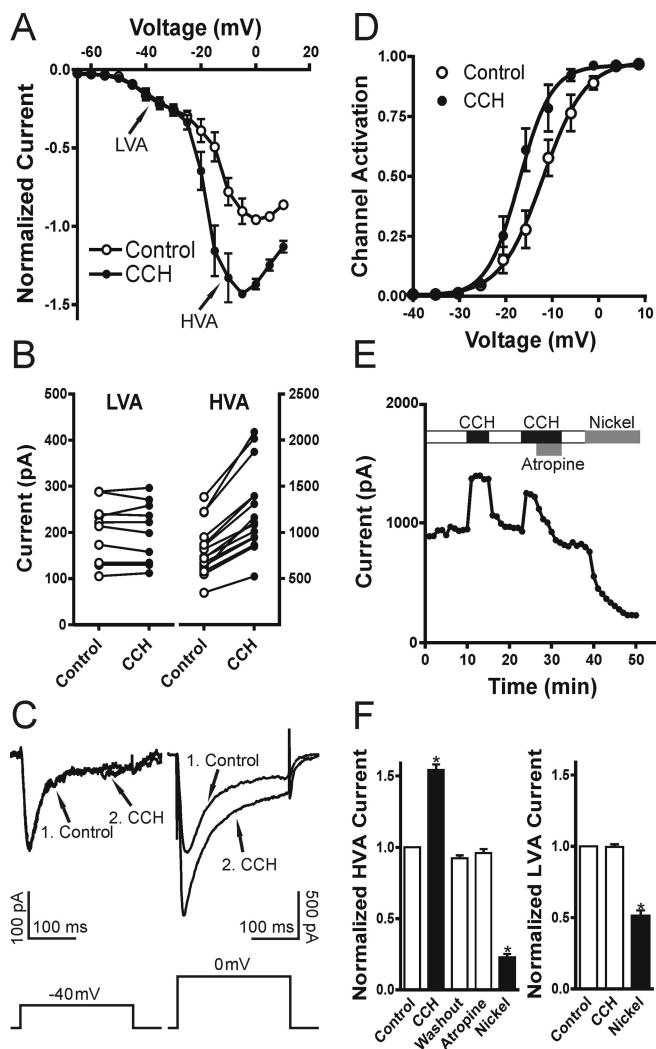 A
Voltage (mV)
-60 -40 -20 0 20
0.0
-0.5
-1.0
-1.5
Normalized Current
LVA
HVA
Control
CCH
B
500
400
300
200
100
0
Current (pA)
LVA
HVA
2500
2000
1500
1000
500
Control
CCH
Control
CCH
C
1. Control
2. CCH
1. Control
2. CCH
100 pA
100 ms
100 ms
500 pA
-40mV
0mV
D
1.00
0.75
0.50
0.25
0.00
Channel Activation
Control
CCH
-40 -30 -20 -10 0 10
Voltage (mV)
E
2000
1000
0
Current (pA)
CCH
CCH
Nickel
Atropine
0 10 20 30 40 50
Time (min)
F
Normalized HVA Current
1.5
1.0
0.5
0.0
*
*
Control
CCH
Washout
Atropine
Nickel
Normalized LVA Current
1.5
1.0
0.5
0.0
*
Control
CCH
Nickel